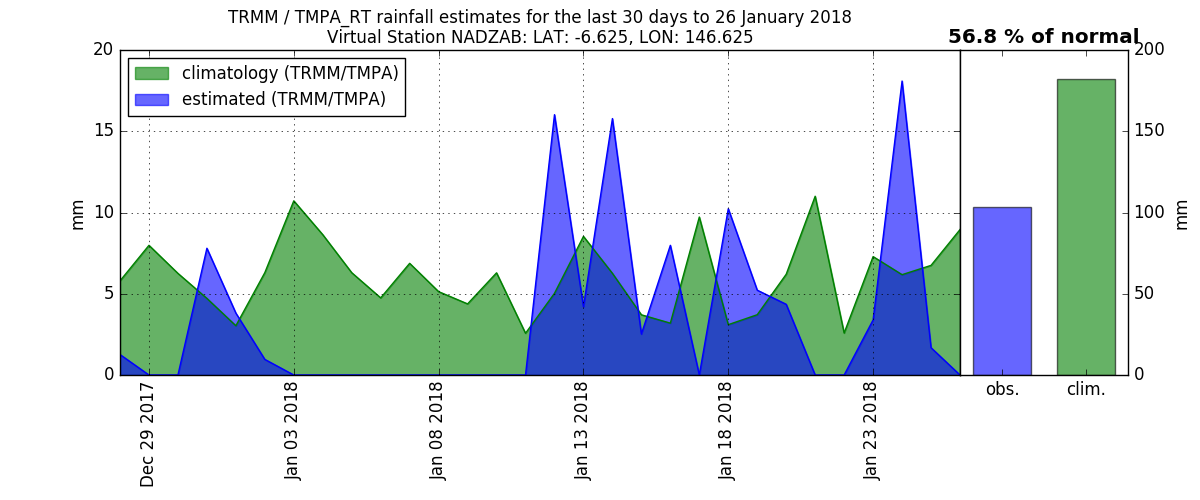 TRMM / TMPA_RT rainfall estimates for the last 30 days to 26 January 2018
Virtual Station NADZAB: LAT: -6.625, LON: 146.625
56.8 % of normal
climatology (TRMM/TMPA)
estimated (TRMM/TMPA)
20
15
10
5
0
mm
Dec 29 2017
Jan 03 2018
Jan 08 2018
Jan 13 2018
Jan 18 2018
Jan 23 2018
200
150
100
50
0
mm
obs.
clim.